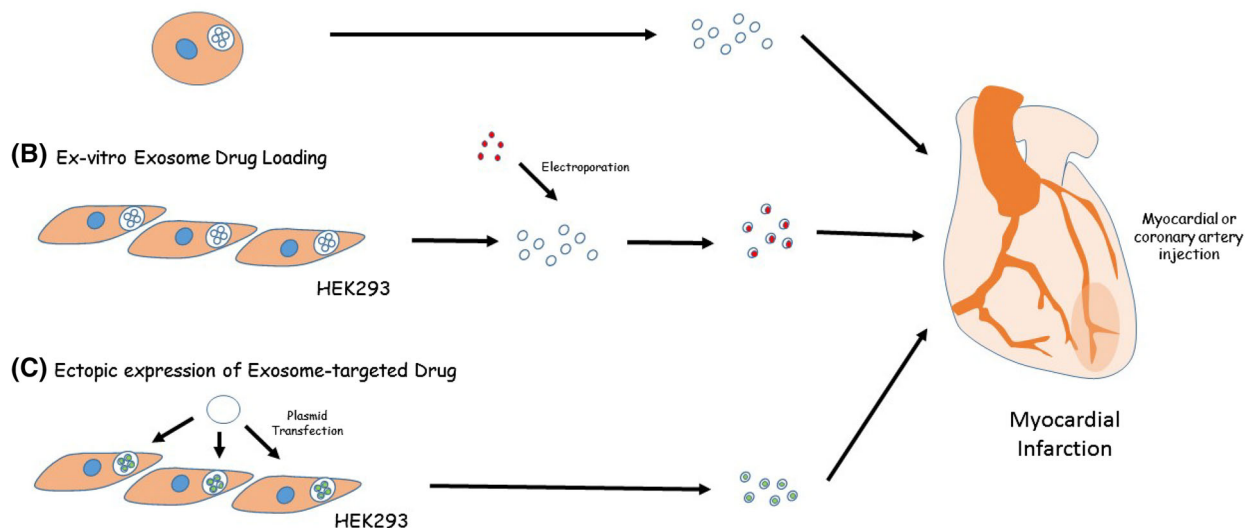 (B) Ex-vitro Exosome Drug Loading
Electroporation
HEK293
Myocardial or
coronary artery
injection
(C) Ectopic expression of Exosome-targeted Drug
Plasmid
Transfection
HEK293
Myocardial
Infarction